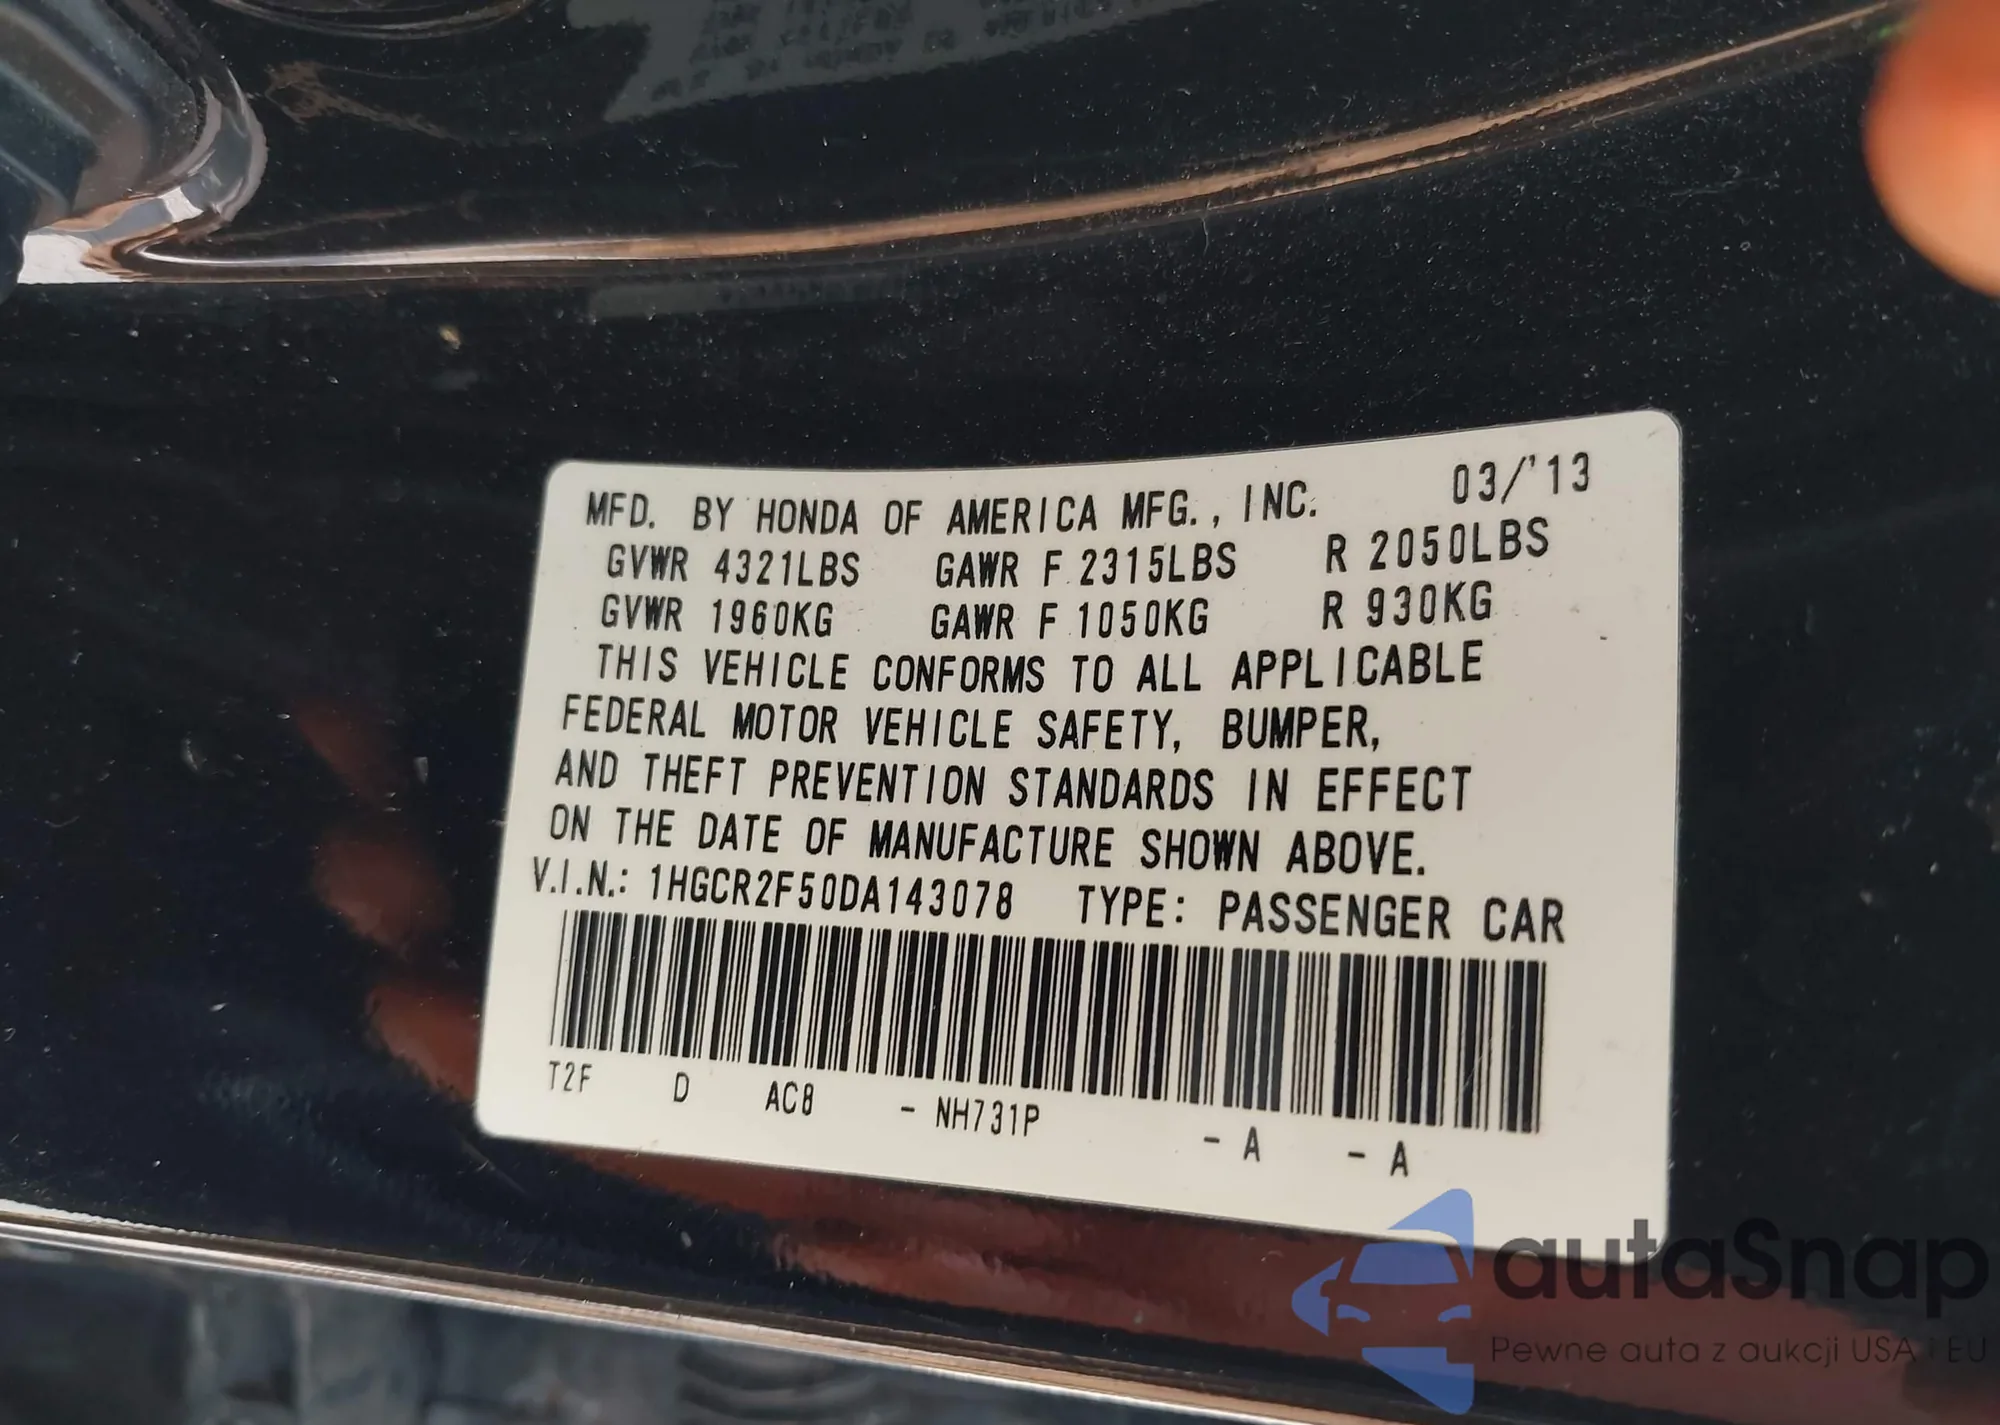 MFD. BY HONDA OF AMERICA MFG., INC. 03/'13
GVWR 4321LBS GAWR F 2315LBS R 2050LBS
GVWR 1960KG GAWR F 1050KG R 930KG
THIS VEHICLE CONFORMS TO ALL APPLICABLE
FEDERAL MOTOR VEHICLE SAFETY, BUMPER,
AND THEFT PREVENTION STANDARDS IN EFFECT
ON THE DATE OF MANUFACTURE SHOWN ABOVE.
V.I.N.: 1HGCR2F50DA143078 TYPE: PASSENGER CAR
T2F D AC8 - NH731P - A - A
autaSnap
Pewne auta z aukcji USA i EU